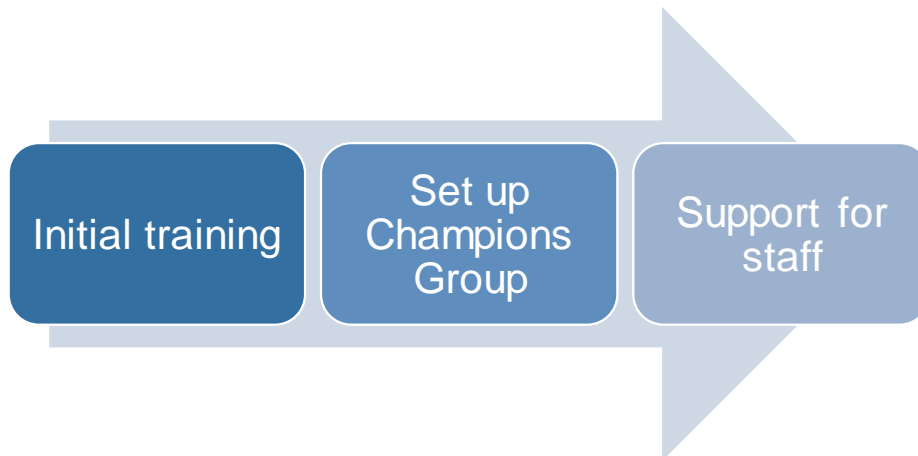 Initial training
Set up
Champions
Group
Support for
staff